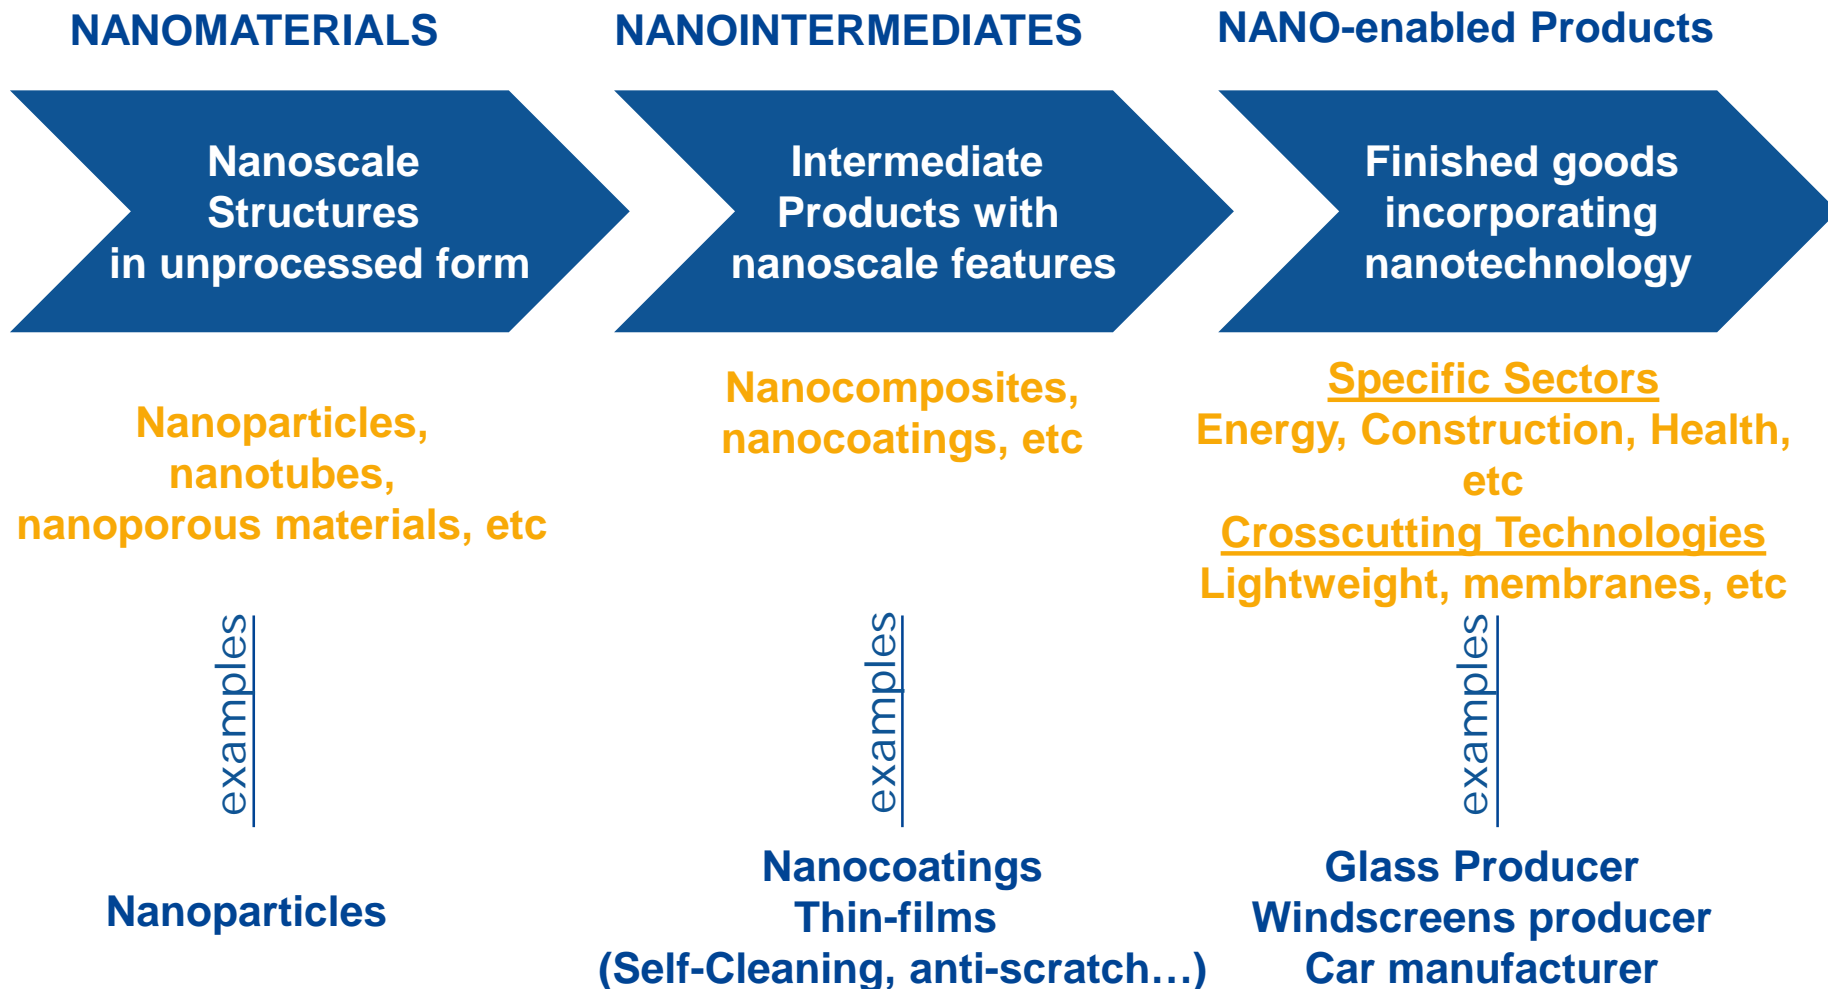 NANOMATERIALS
Nanoscale
Structures
in unprocessed form
Nanoparticles,
nanotubes,
nanoporous materials, etc
examples
Nanoparticles
NANOINTERMEDIATES
Intermediate
Products with
nanoscale features
Nanocomposites,
nanocoatings, etc
examples
Nanocoatings
Thin-films
(Self-Cleaning, anti-scratch…)
NANO-enabled Products
Finished goods
incorporating
nanotechnology
Specific Sectors
Energy, Construction, Health,
etc
Crosscutting Technologies
Lightweight, membranes, etc
examples
Glass Producer
Windscreens producer
Car manufacturer